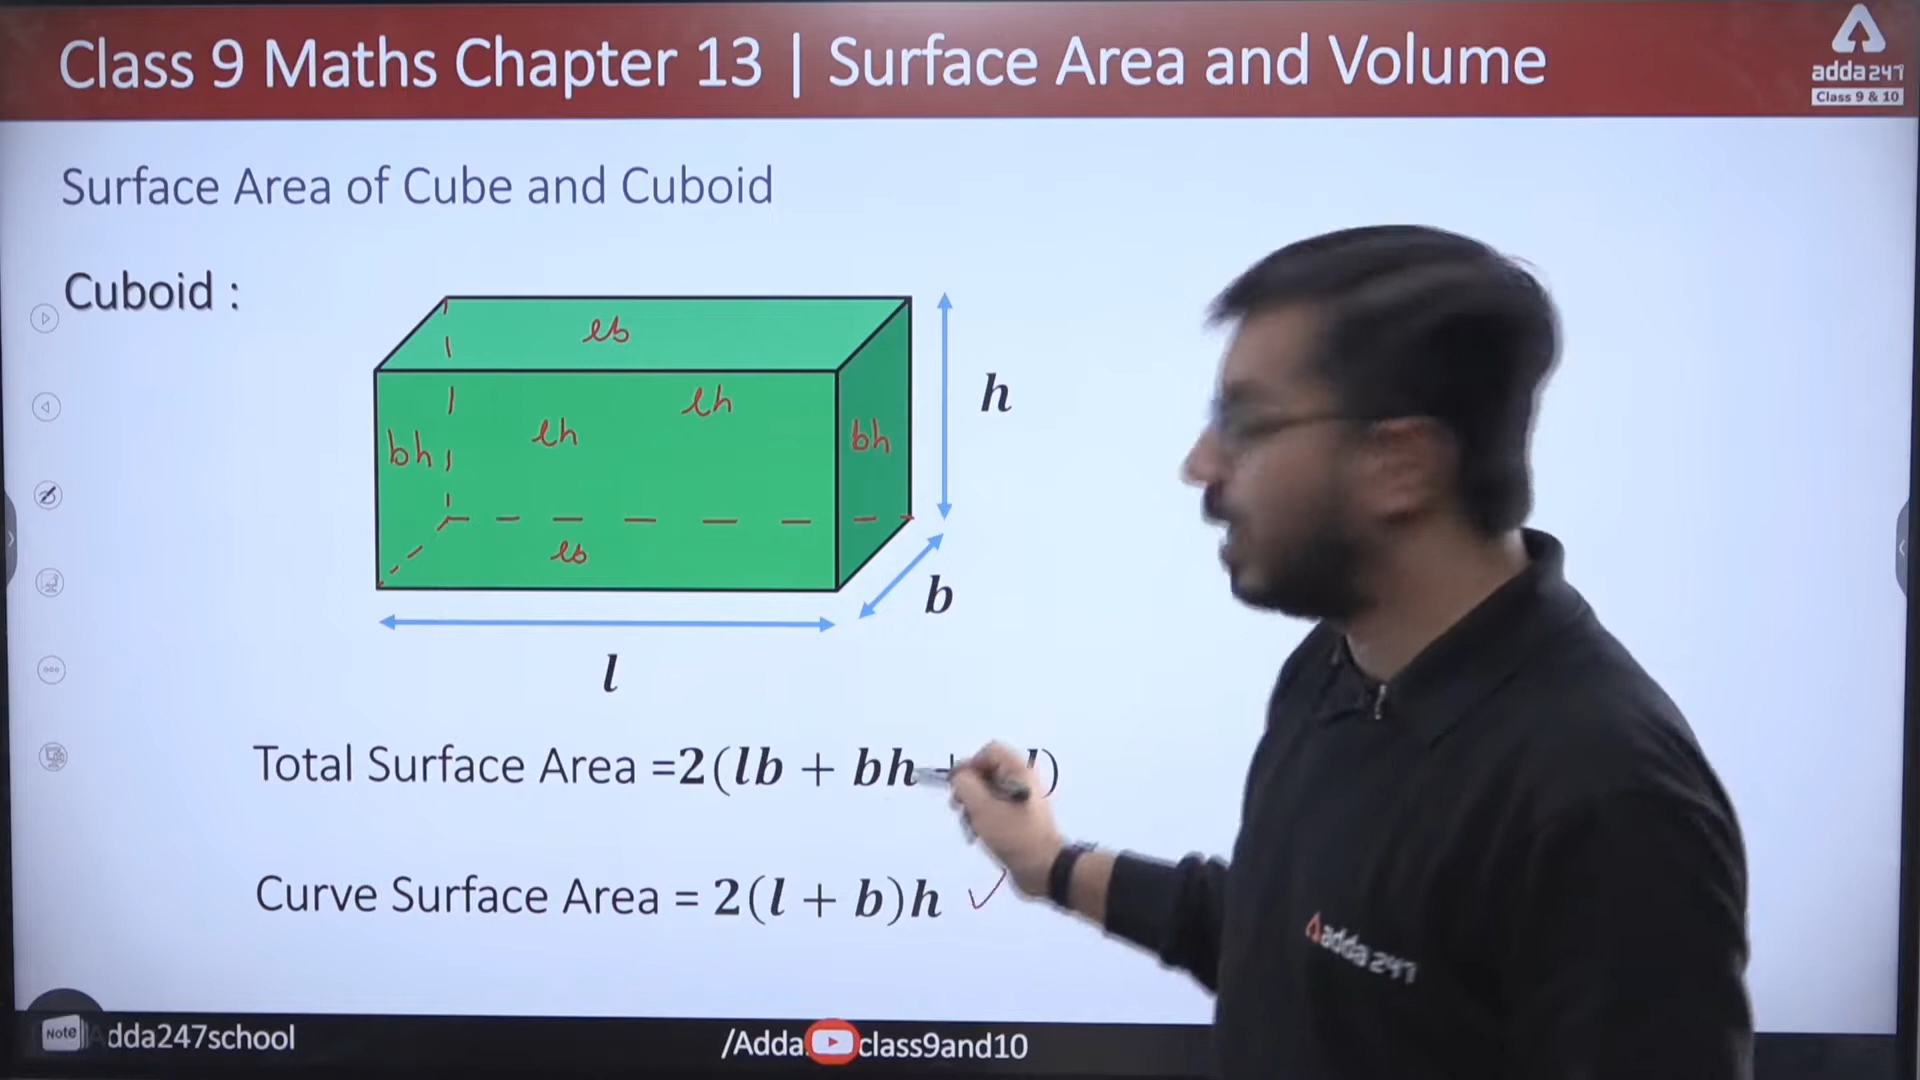 Class 9 Maths Chapter 13 | Surface Area and Volume
adda247
Class 9 & 10
Surface Area of Cube and Cuboid
Cuboid :
lb
lh
lh
bh
bh
lb
h
b
l
Total Surface Area =2(lb + bh + l)
Curve Surface Area = 2(l + b)h
adda247
Note
dda247school
/Adda
class9and10